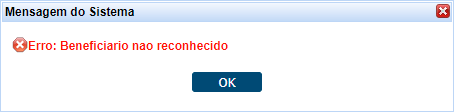 Mensagem do Sistema
Erro: Beneficiario nao reconhecido
OK